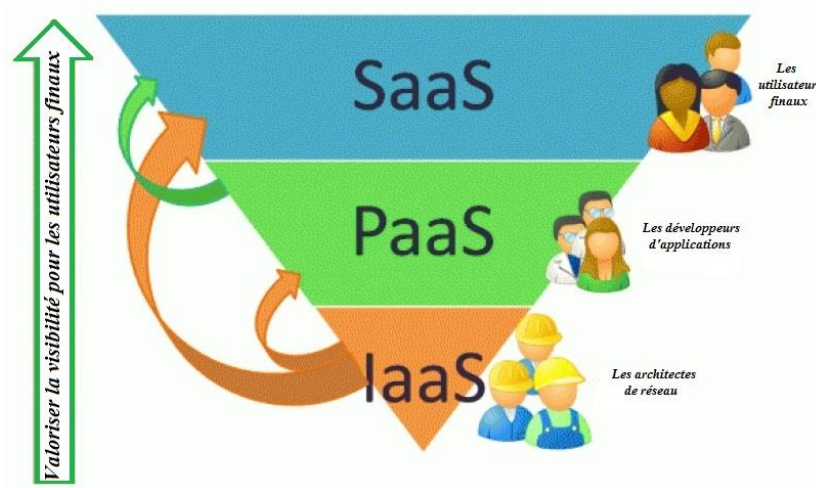 Valoriser la visibilité pour les utilisateurs finaux
SaaS
Les
utilisateur
finaux
PaaS
Les développeurs
d'applications
IaaS
Les architectes
de réseau